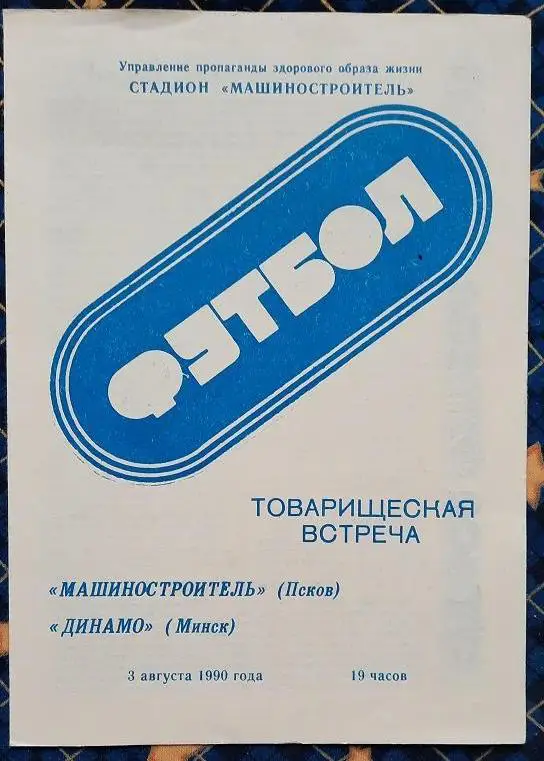 Управление пропаганды здорового образа жизни
СТАДИОН «МАШИНОСТРОИТЕЛЬ»
ФУТБОЛ
ТОВАРИЩЕСКАЯ
ВСТРЕЧА
«МАШИНОСТРОИТЕЛЬ» (Псков)
«ДИНАМО» (Минск)
3 августа 1990 года 19 часов